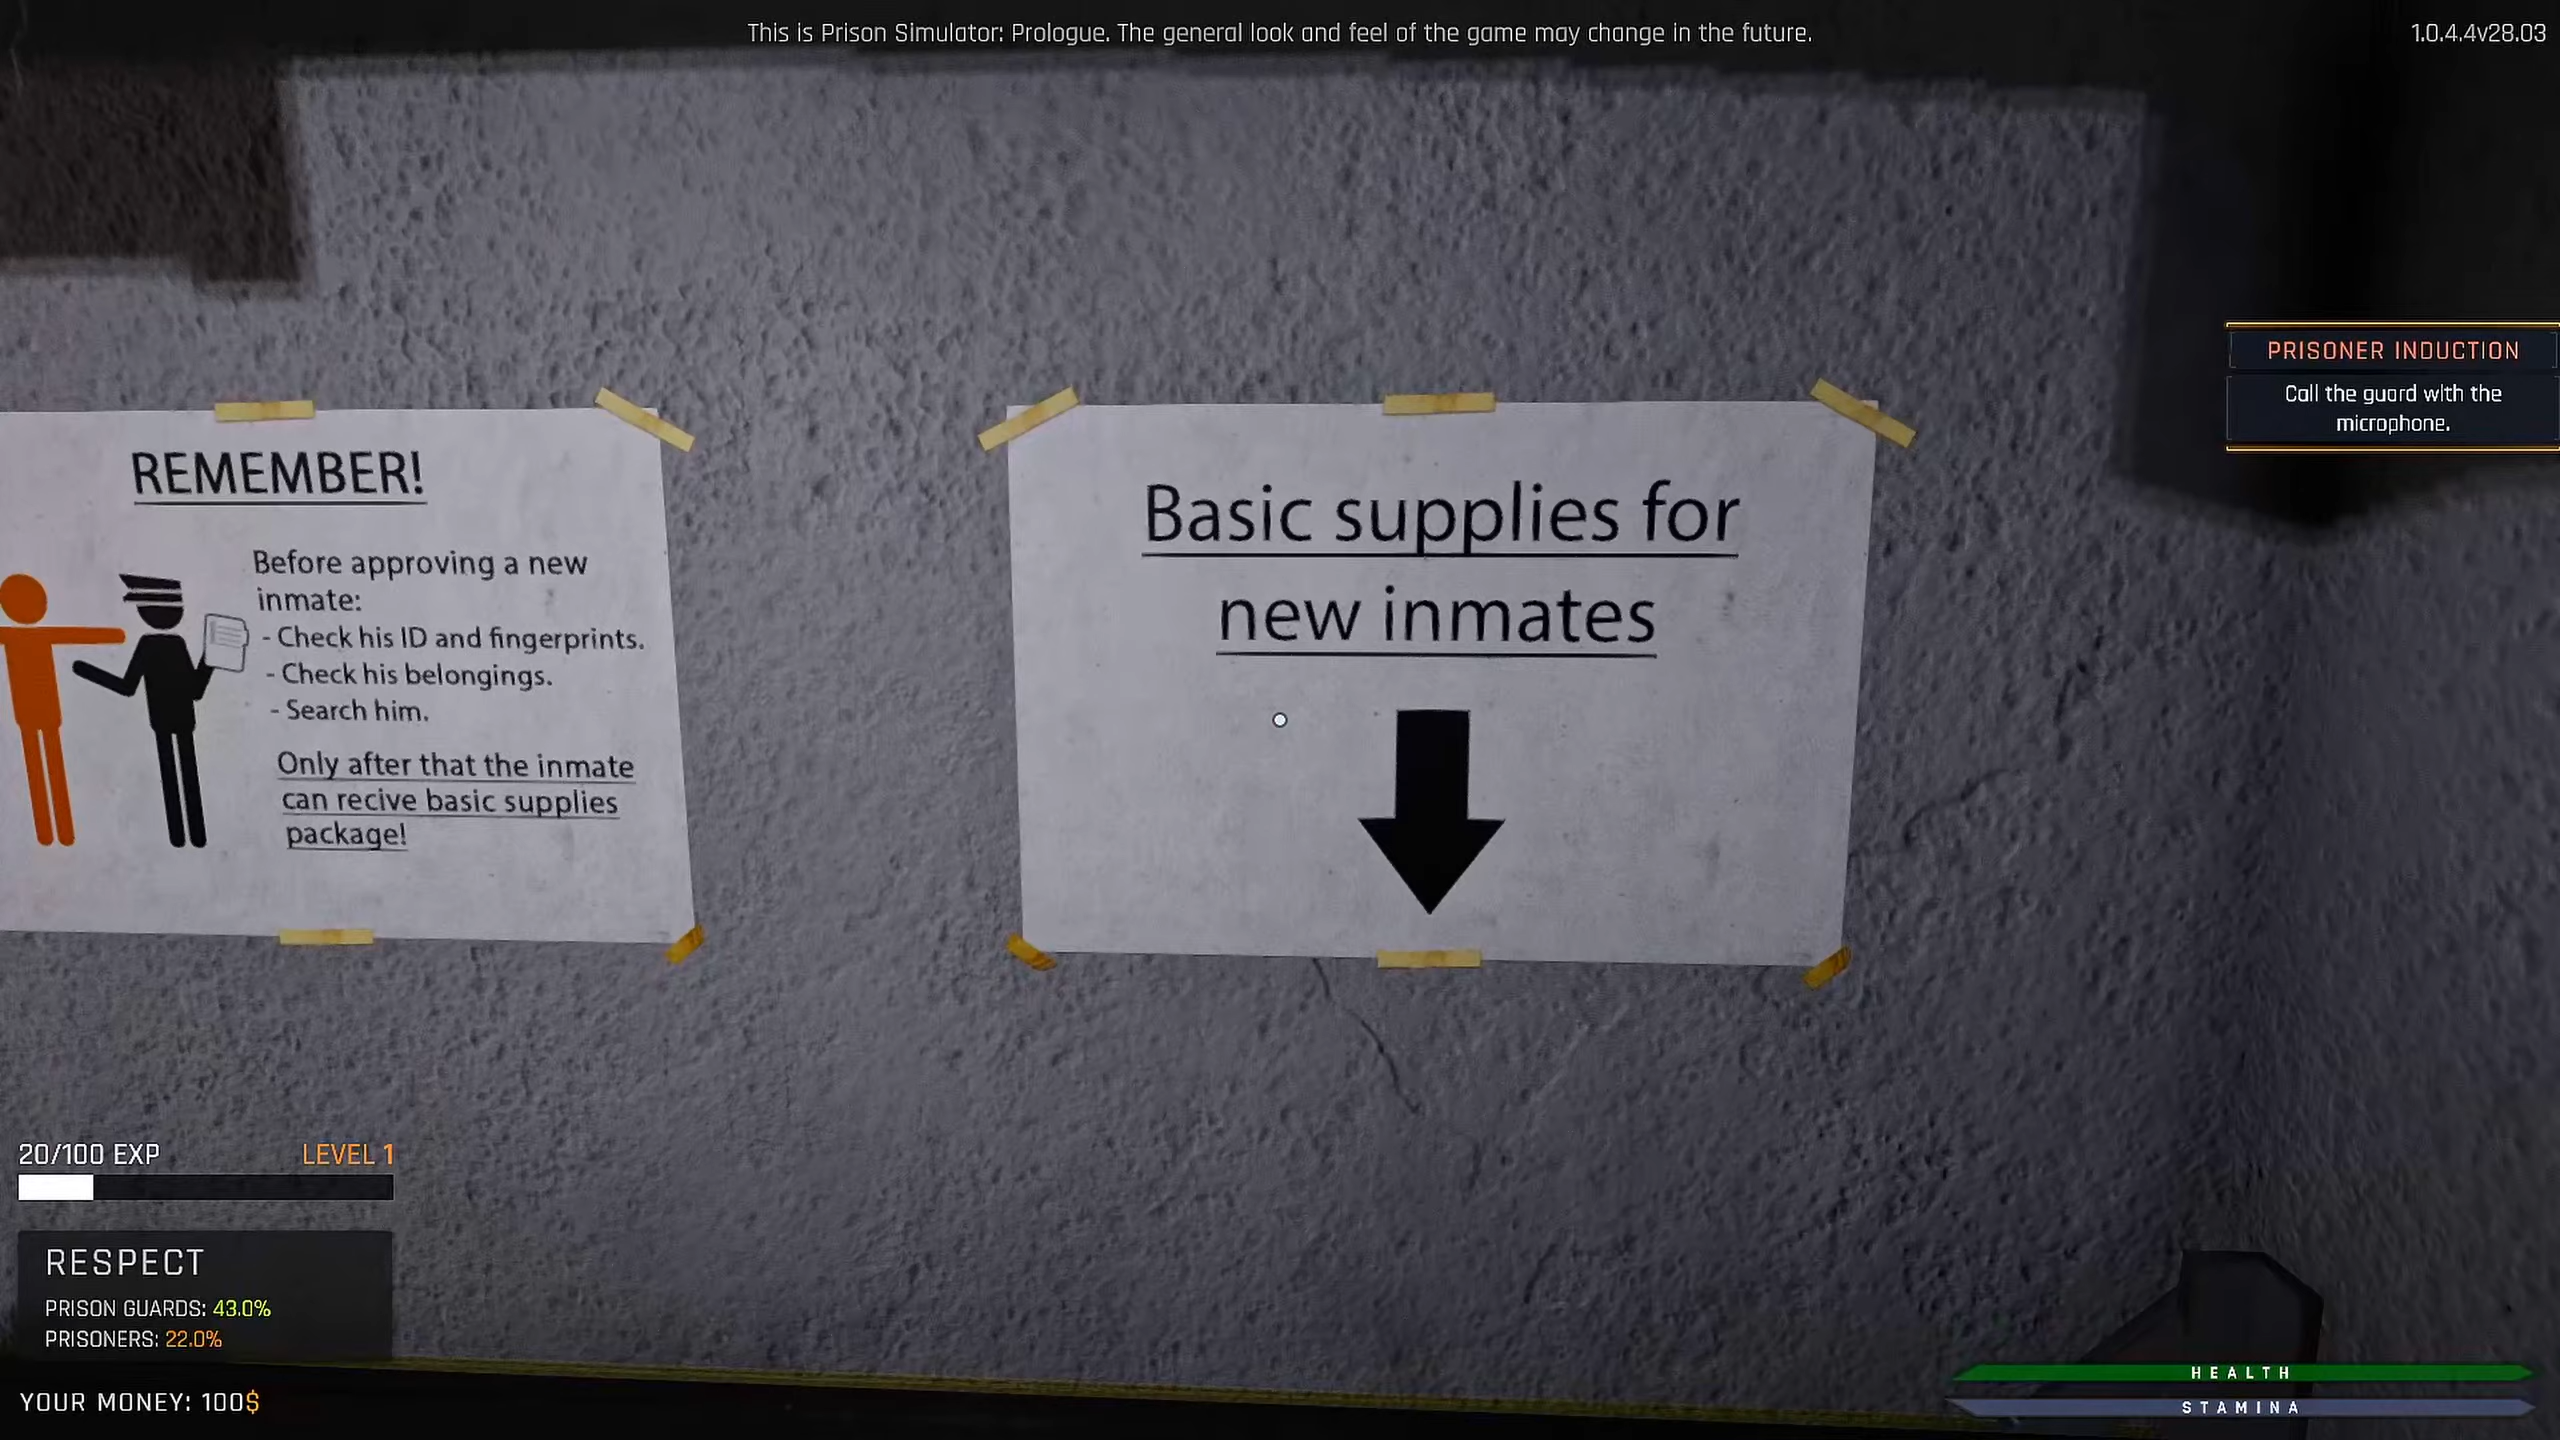 This is Prison Simulator: Prologue. The general look and feel of the game may change in the future.
1.0.4.4v28.03
PRISONER INDUCTION
Call the guard with the
microphone.
REMEMBER!
Before approving a new
inmate:
- Check his ID and fingerprints.
- Check his belongings.
- Search him.
Only after that the inmate
can recive basic supplies
package!
Basic supplies for
new inmates
20/100 EXP
LEVEL 1
RESPECT
PRISON GUARDS: 43.0%
PRISONERS: 22.0%
YOUR MONEY: 100$
HEALTH
STAMINA